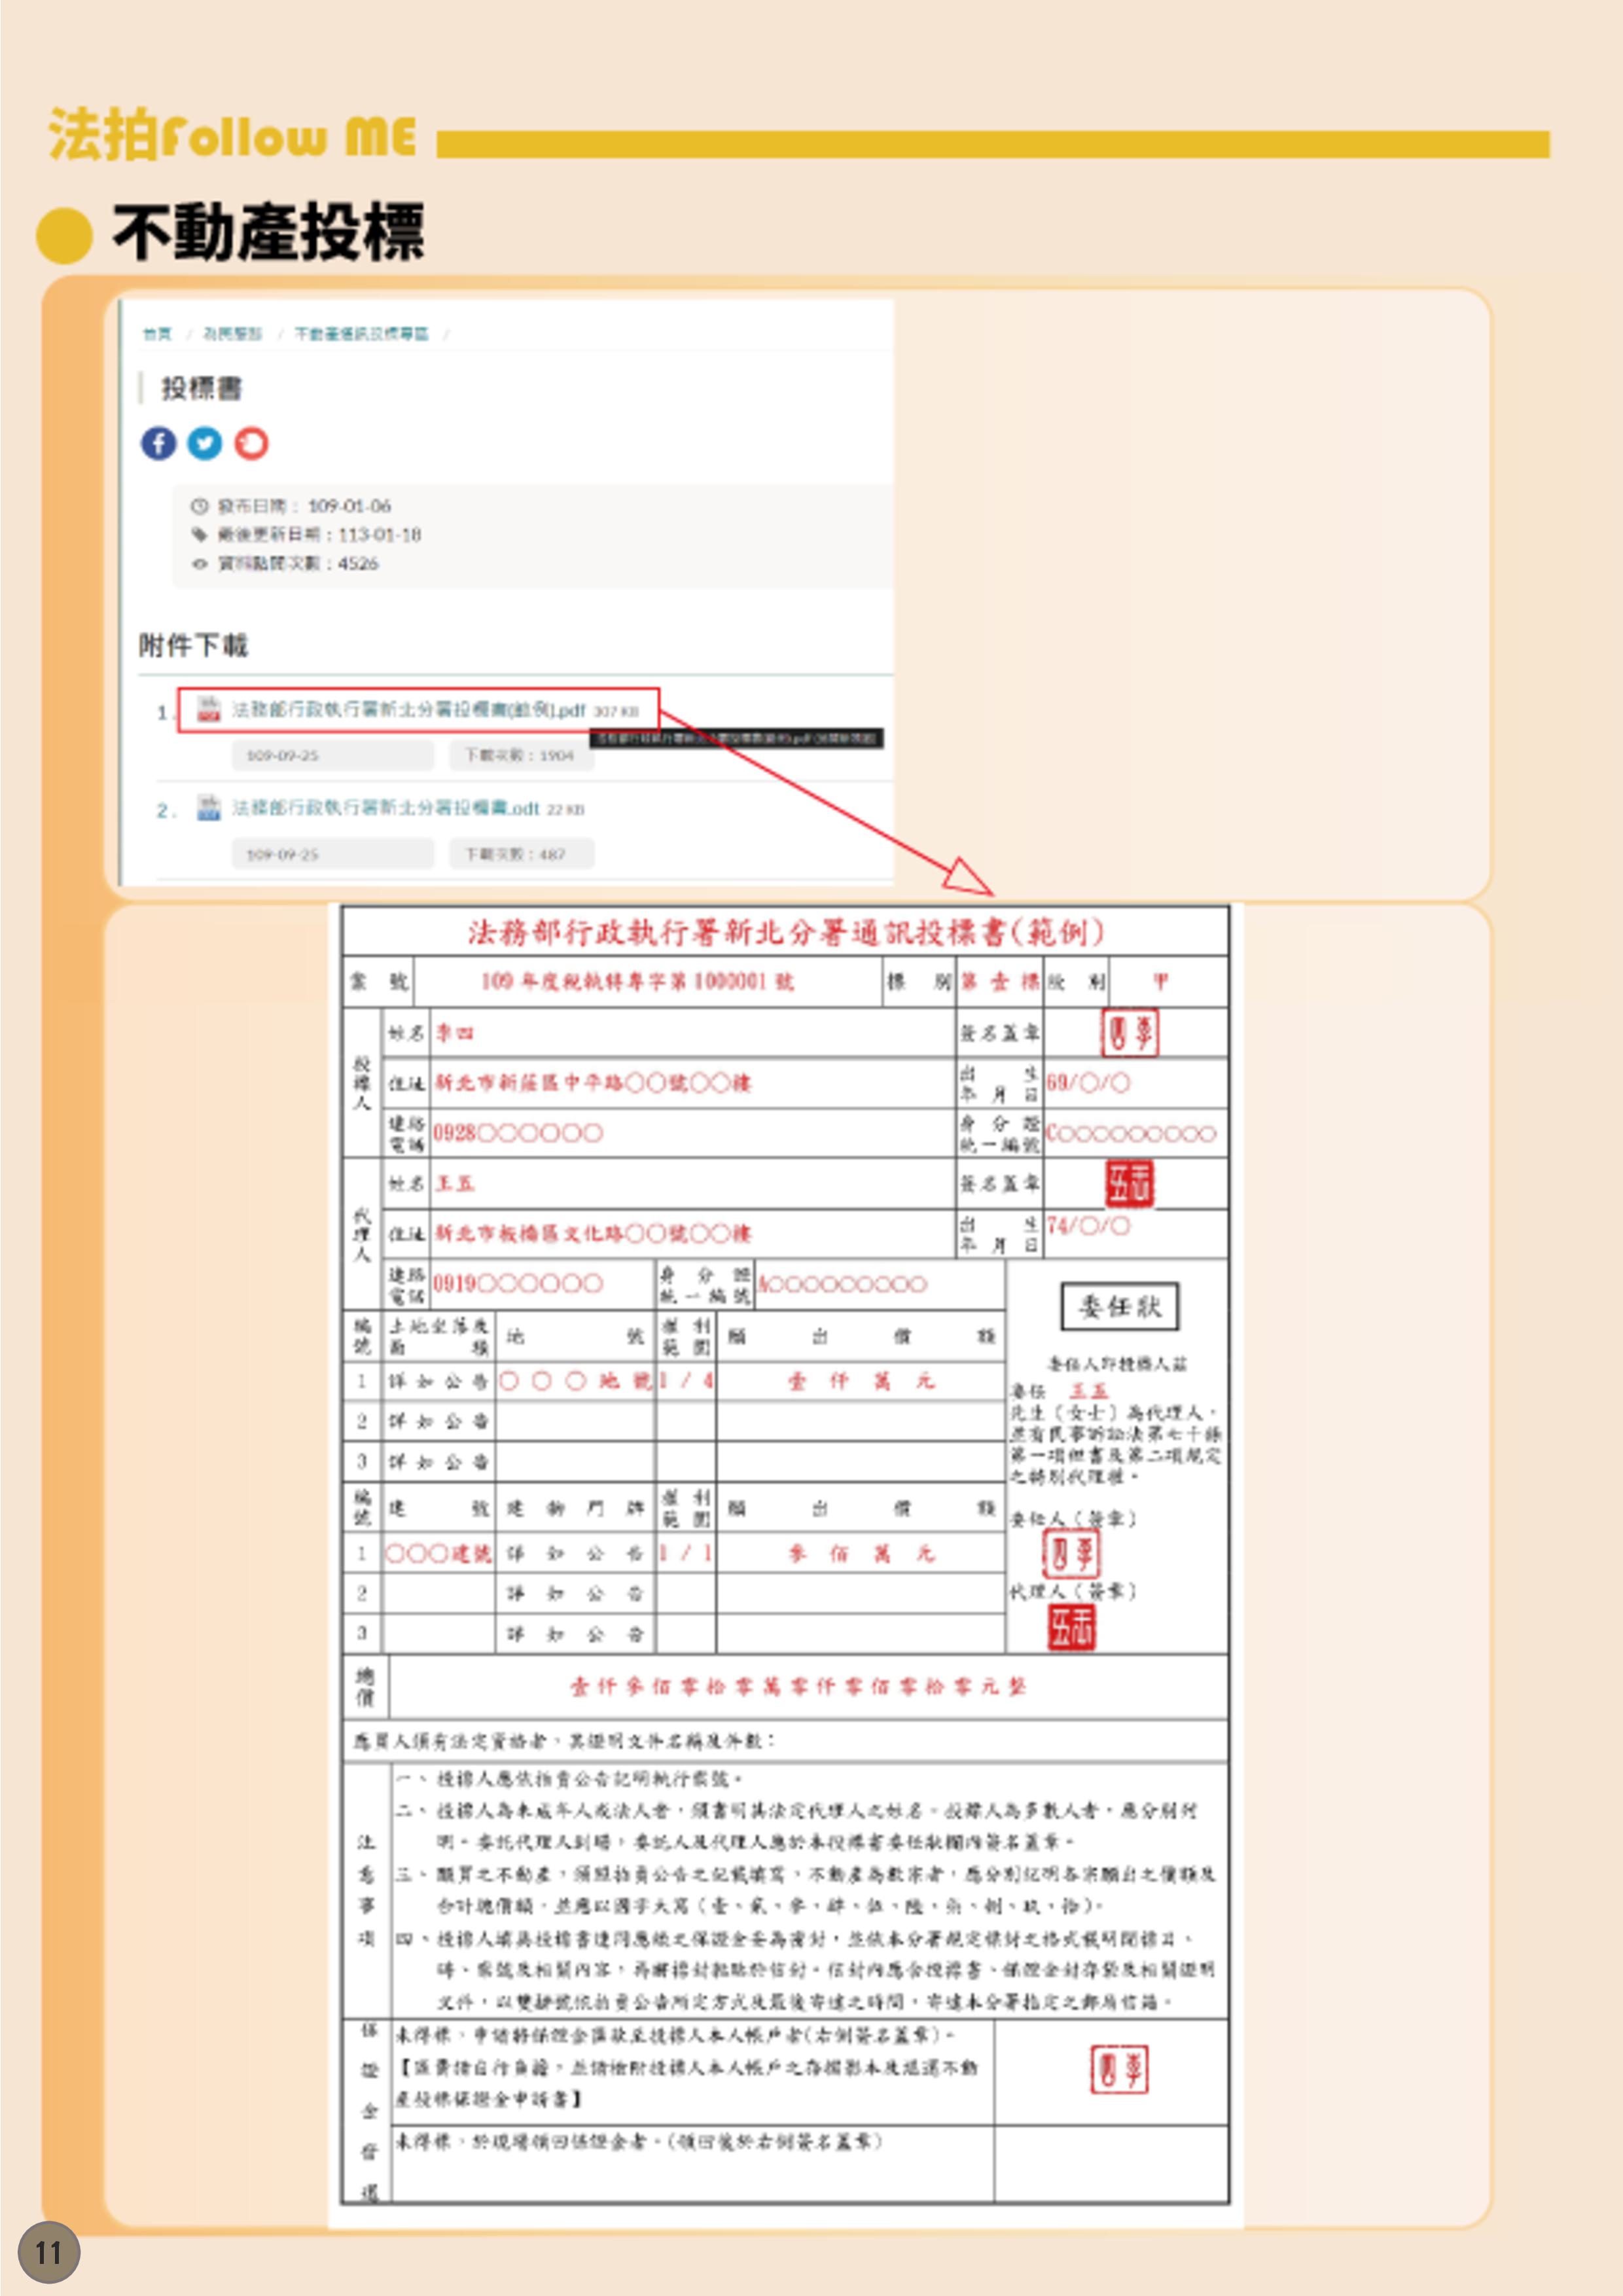 法拍Follow ME
不動產投標
首頁 / 為民服務 / 不動產通訊投標專區 /
投標書
發布日期： 109-01-06
最後更新日期：113-01-18
資料點閱次數：4526
附件下載
1. 法務部行政執行署新北分署投標書(範例).pdf 307 KB
109-09-25 下載次數：1904
2. 法務部行政執行署新北分署投標書.odt 22 KB
109-09-25 下載次數：487
法務部行政執行署新北分署通訊投標書(範例)
案號 109年度稅執特專字第1000001號 標別 第壹標 股別 甲
投標人
姓名 李四 簽名蓋章
住址 新北市新莊區中平路○○號○○樓 出生年月日 69/○/○
連絡電話 0928○○○○○○ 身分證統一編號 C○○○○○○○○○
代理人
姓名 王五 簽名蓋章
住址 新北市板橋區文化路○○號○○樓 出生年月日 74/○/○
連絡電話 0919○○○○○○ 身分證統一編號 A○○○○○○○○○
編號 土地坐落及面積 地號 權利範圍 願出價額
1 詳如公告 ○○○地號 1/4 壹仟萬元
2 詳如公告
3 詳如公告
編號 建號 建物門牌 權利範圍 願出價額
1 ○○○建號 詳如公告 1/1 參佰萬元
2 詳如公告
3 詳如公告
委任狀
委任人即投標人茲
委任 王五
先生（女士）為代理人，
並有民事訴訟法第七十條
第一項但書及第二項規定
之特別代理權。
委任人（簽章）
代理人（簽章）
總價 壹仟參佰零拾零萬零仟零佰零拾零元整
應買人須有法定資格者，其證明文件名稱及件數：
注意事項
一、投標人應依拍賣公告記明執行案號。
二、投標人為未成年人或法人者，須書明其法定代理人之姓名。投標人為多數人者，應分別列
明。委託代理人到場，委託人及代理人應於本投標書委任狀欄內簽名蓋章。
三、願買之不動產，須照拍賣公告之記載填寫，不動產為數宗者，應分別記明各宗願出之價額及
合計總價額，並應以國字大寫（壹、貳、參、肆、伍、陸、柒、捌、玖、拾）。
四、投標人填具投標書連同應繳之保證金妥為密封，並依本分署規定標封之格式載明開標日、
時、案號及相關內容，再將標封黏貼於信封。信封內應含投標書、保證金封存袋及相關證明
文件，以雙掛號依拍賣公告所定方式及最後寄達之時間，寄達本分署指定之郵局信箱。
保證金發還
未得標，申請將保證金匯款至投標人本人帳戶者(右側簽名蓋章)。
【匯費請自行負擔，並請檢附投標人本人帳戶之存摺影本及退還不動
產投標保證金申請書】
未得標，於現場領回保證金者。(領回後於右側簽名蓋章)
11